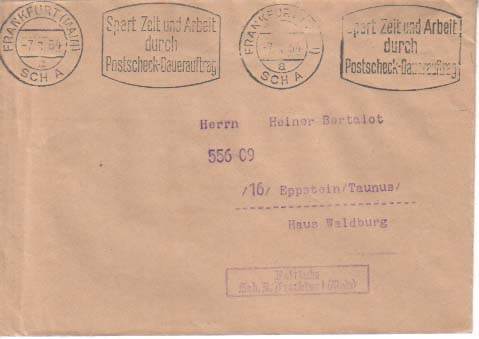 FRANKFURT (MAIN)
a
SCH A
Spart Zeit und Arbeit
durch
Postscheck-Dauerauftrag
FRANKFURT
a
SCH A
Spart Zeit und Arbeit
durch
Postscheck-Dauerauftrag
Herrn Heiner Bertalot
556 09
/16/ Eppstein/Taunus/
Haus Waldburg